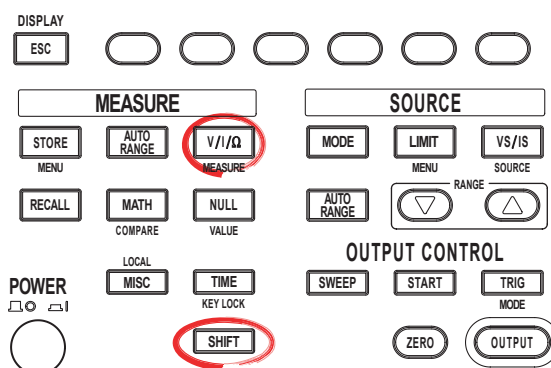 DISPLAY
ESC
MEASURE
SOURCE
STORE
AUTO
RANGE
V/I/Ω
MODE
LIMIT
VS/IS
MENU
MEASURE
MENU
SOURCE
RECALL
MATH
NULL
AUTO
RANGE
RANGE
COMPARE
VALUE
LOCAL
OUTPUT CONTROL
POWER
MISC
TIME
SWEEP
START
TRIG
KEY LOCK
MODE
SHIFT
ZERO
OUTPUT